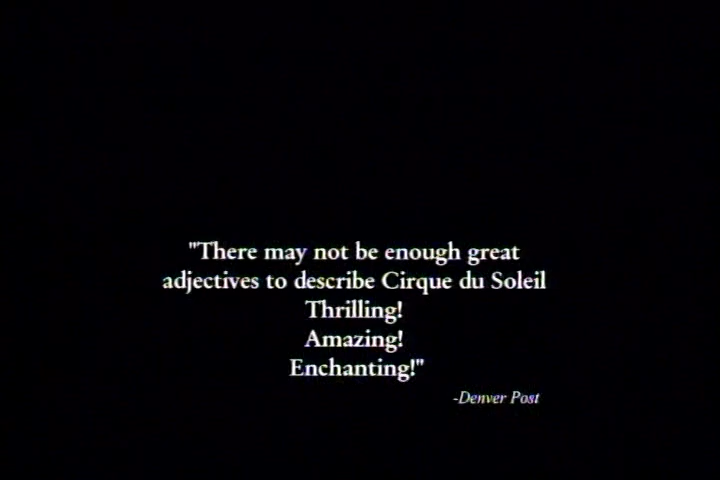 "There may not be enough great
adjectives to describe Cirque du Soleil
Thrilling!
Amazing!
Enchanting!"
-Denver Post